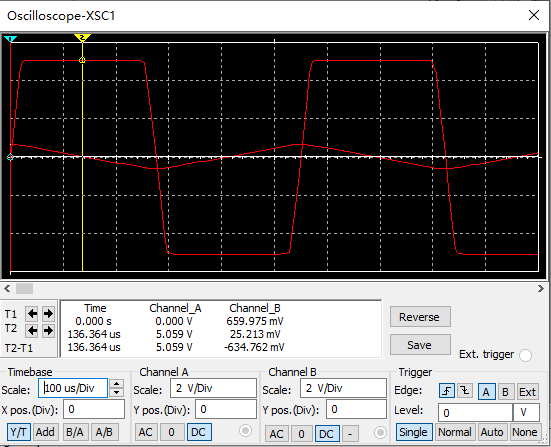 Oscilloscope-XSC1
1 2
Time Channel_A Channel_B
T1 0.000 s 0.000 V 659.975 mV
T2 136.364 us 5.059 V 25.213 mV
T2-T1 136.364 us 5.059 V -634.762 mV
Reverse
Save
Ext. trigger
Timebase Channel A Channel B Trigger
Scale: 100 us/Div Scale: 2 V/Div Scale: 2 V/Div Edge: A B Ext
X pos.(Div): 0 Y pos.(Div): 0 Y pos.(Div): 0 Level: 0 V
Y/T Add B/A A/B AC 0 DC AC 0 DC - Single Normal Auto None